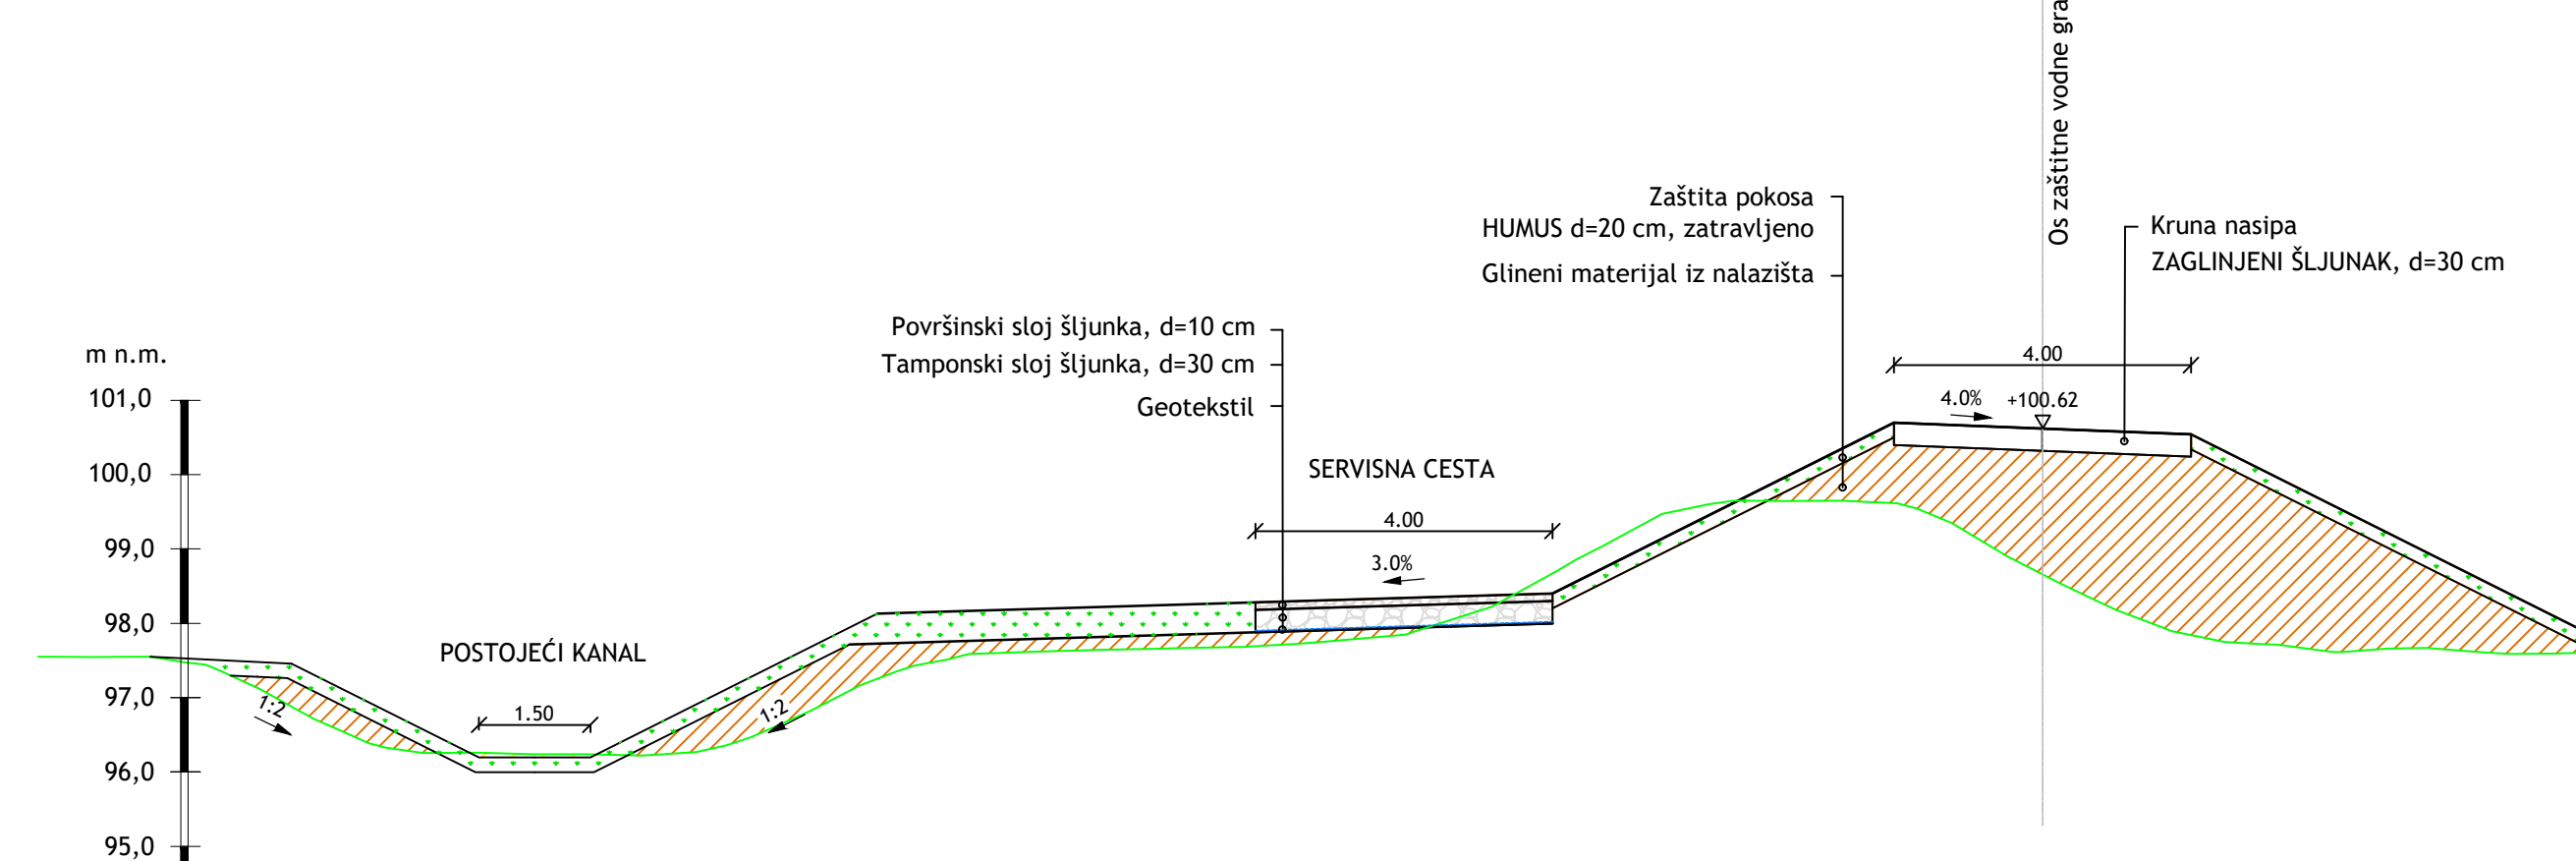 Os zaštitne vodne gra
Zaštita pokosa
HUMUS d=20 cm, zatravljeno
Glineni materijal iz nalazišta
Kruna nasipa
ZAGLINJENI ŠLJUNAK, d=30 cm
Površinski sloj šljunka, d=10 cm
Tamponski sloj šljunka, d=30 cm
Geotekstil
m n.m.
101,0
100,0
99,0
98,0
97,0
96,0
95,0
4.00
4.0%
+100.62
SERVISNA CESTA
4.00
3.0%
POSTOJEĆI KANAL
1:2
1.50
1:2